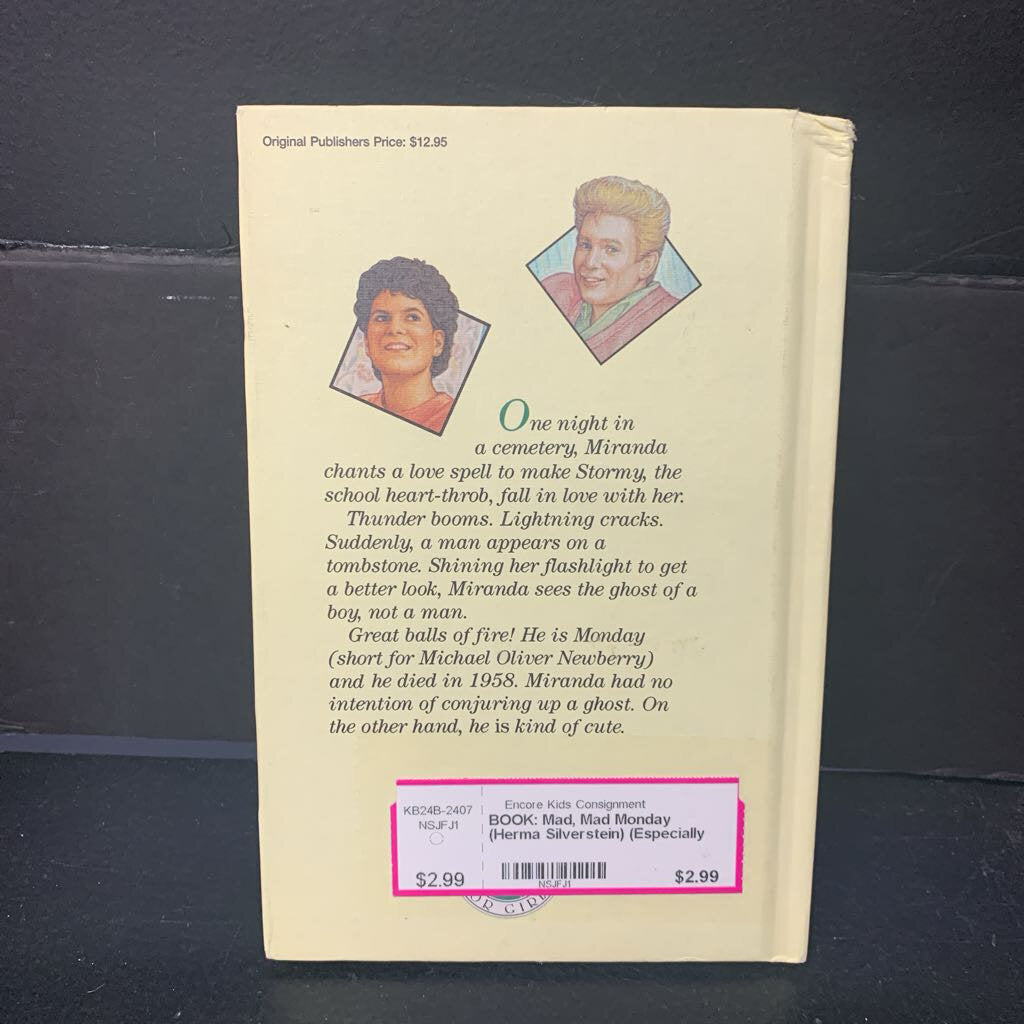 Original Publishers Price: $12.95
One night in
a cemetery, Miranda
chants a love spell to make Stormy, the
school heart-throb, fall in love with her.
Thunder booms. Lightning cracks.
Suddenly, a man appears on a
tombstone. Shining her flashlight to get
a better look, Miranda sees the ghost of a
boy, not a man.
Great balls of fire! He is Monday
(short for Michael Oliver Newberry)
and he died in 1958. Miranda had no
intention of conjuring up a ghost. On
the other hand, he is kind of cute.
KB24B-2407
NSJFJ1
$2.99
Encore Kids Consignment
BOOK: Mad, Mad Monday
(Herma Silverstein) (Especially
NSJFJ1
$2.99